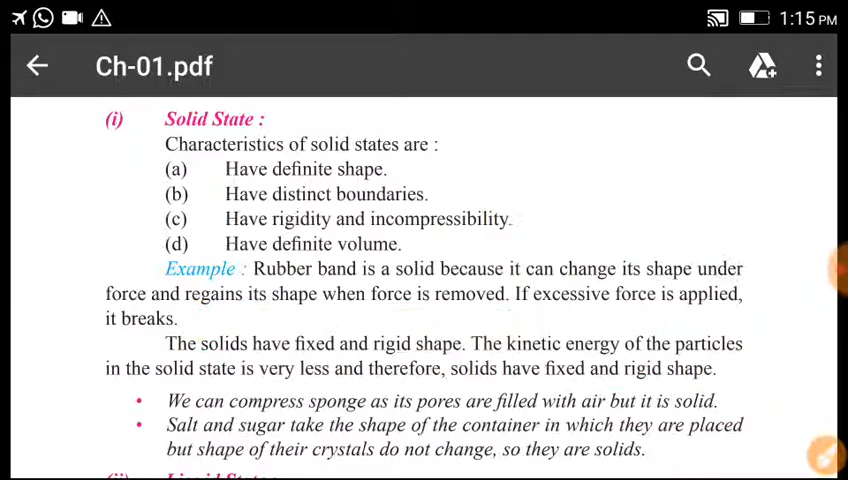 1:15 PM
Ch-01.pdf
(i) Solid State :
Characteristics of solid states are :
(a) Have definite shape.
(b) Have distinct boundaries.
(c) Have rigidity and incompressibility.
(d) Have definite volume.
Example : Rubber band is a solid because it can change its shape under
force and regains its shape when force is removed. If excessive force is applied,
it breaks.
The solids have fixed and rigid shape. The kinetic energy of the particles
in the solid state is very less and therefore, solids have fixed and rigid shape.
• We can compress sponge as its pores are filled with air but it is solid.
• Salt and sugar take the shape of the container in which they are placed
but shape of their crystals do not change, so they are solids.
(ii) Liquid State :